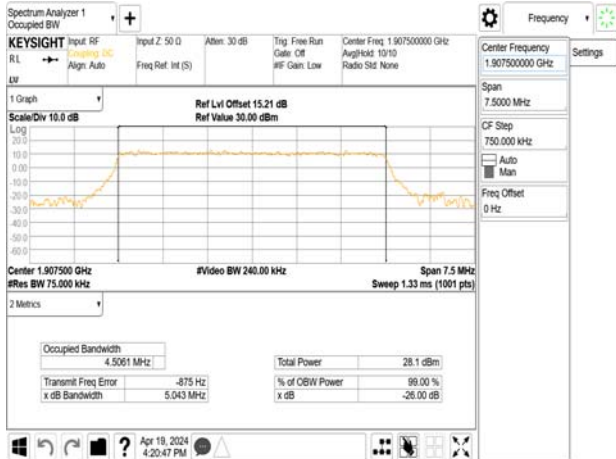 Spectrum Analyzer 1
Occupied BW
Frequency
KEYSIGHT
Input: RF
Coupling: DC
Align: Auto
Input Z: 50 Ω
Freq Ref: Int (S)
Atten: 30 dB
Trig: Free Run
Gate: Off
#IF Gain: Low
Center Freq: 1.907500000 GHz
Avg|Hold: 10/10
Radio Std: None
RL
LXI
Center Frequency
1.907500000 GHz
Settings
Span
7.5000 MHz
CF Step
750.000 kHz
Auto
Man
Freq Offset
0 Hz
1 Graph
Scale/Div 10.0 dB
Ref Lvl Offset 15.21 dB
Ref Value 30.00 dBm
Log
20.0
10.0
0.00
-10.0
-20.0
-30.0
-40.0
-50.0
-60.0
Center 1.907500 GHz
#Video BW 240.00 kHz
Span 7.5 MHz
#Res BW 75.000 kHz
Sweep 1.33 ms (1001 pts)
2 Metrics
Occupied Bandwidth
4.5061 MHz
Total Power
28.1 dBm
Transmit Freq Error
-875 Hz
% of OBW Power
99.00 %
x dB Bandwidth
5.043 MHz
x dB
-26.00 dB
?
Apr 19, 2024
4:20:47 PM